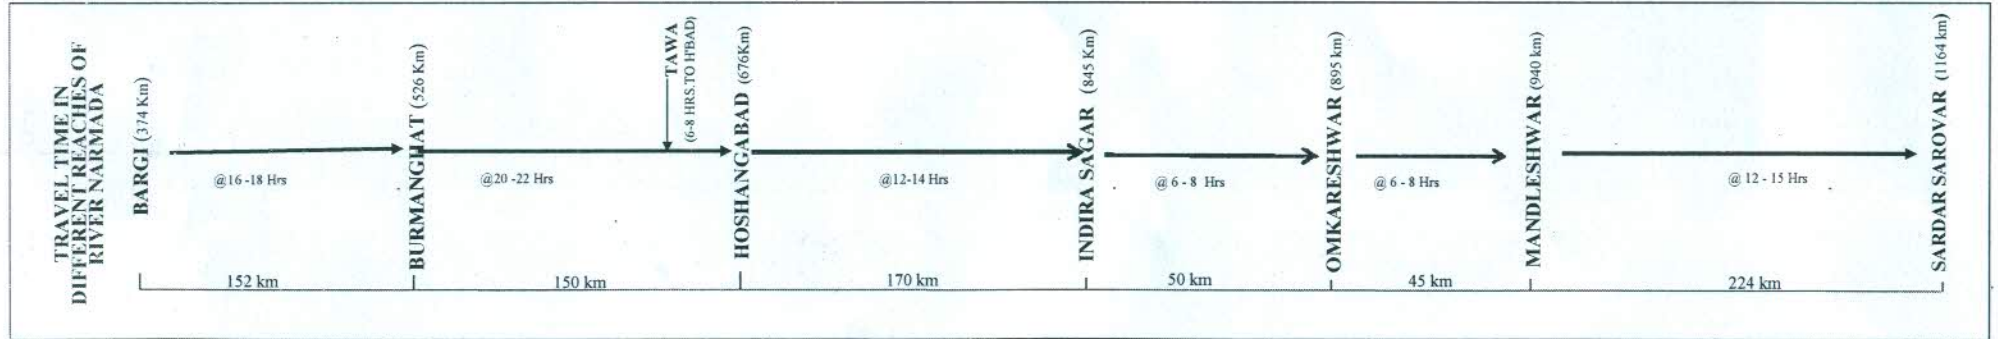 TRAVEL TIME IN
DIFFERENT REACHES OF
RIVER NARMADA
BARGI (374 Km)
@16 -18 Hrs
BURMANGHAT (526 Km)
@20 -22 Hrs
TAWA
(6-8 HRS. TO H'BAD)
HOSHANGABAD (676Km)
@12-14 Hrs
INDIRA SAGAR (845 Km)
@ 6 - 8 Hrs
OMKARESHWAR (895 km)
@ 6 - 8 Hrs
MANDLESHWAR (940 km)
@ 12 - 15 Hrs
SARDAR SAROVAR (1164 km)
152 km
150 km
170 km
50 km
45 km
224 km